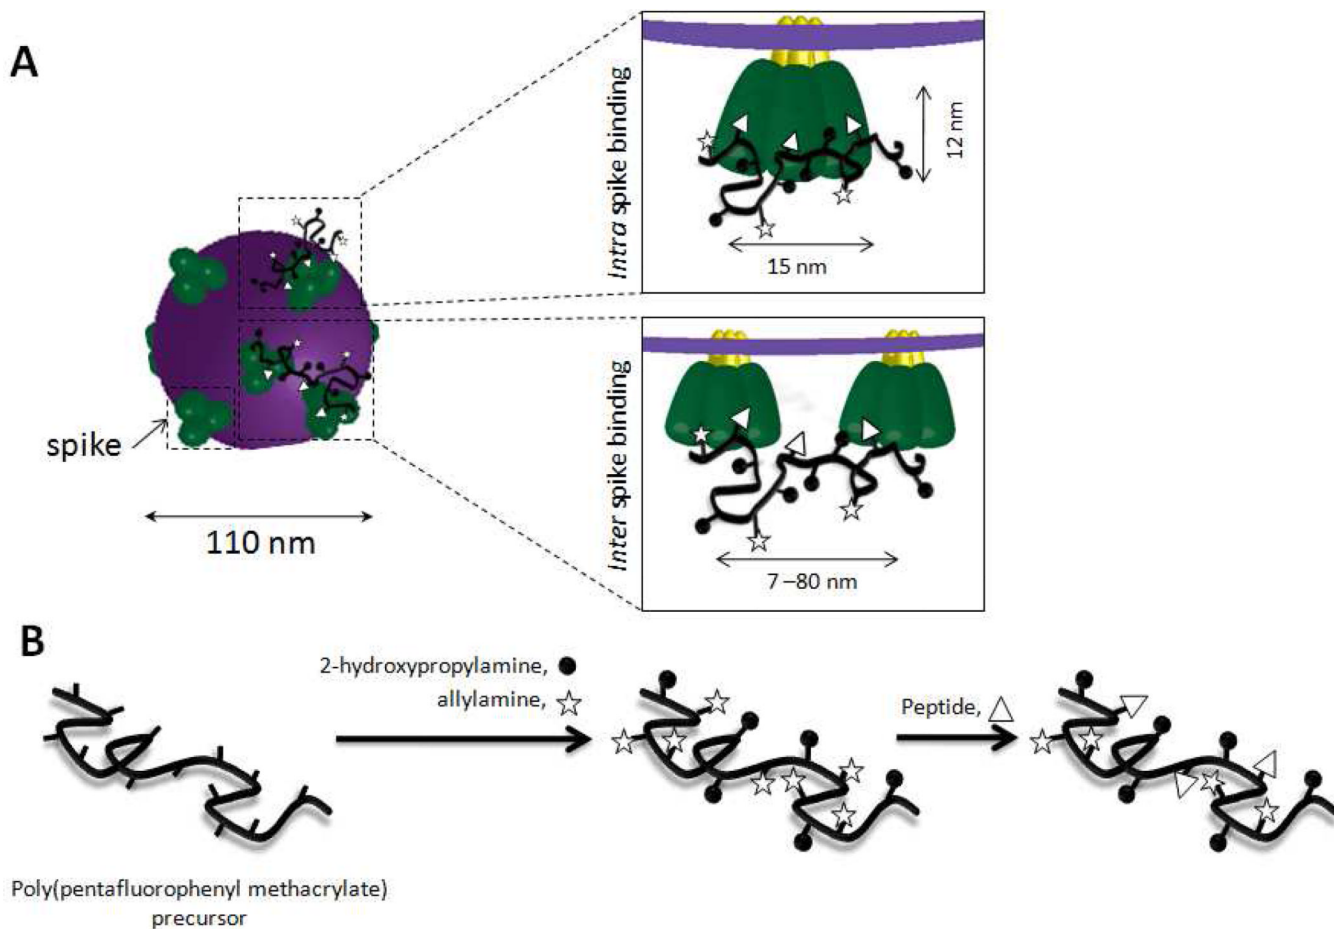 A
Intra spike binding
12 nm
15 nm
spike
110 nm
Inter spike binding
7 –80 nm
B
2-hydroxypropylamine,
allylamine,
Peptide,
Poly(pentafluorophenyl methacrylate)
precursor